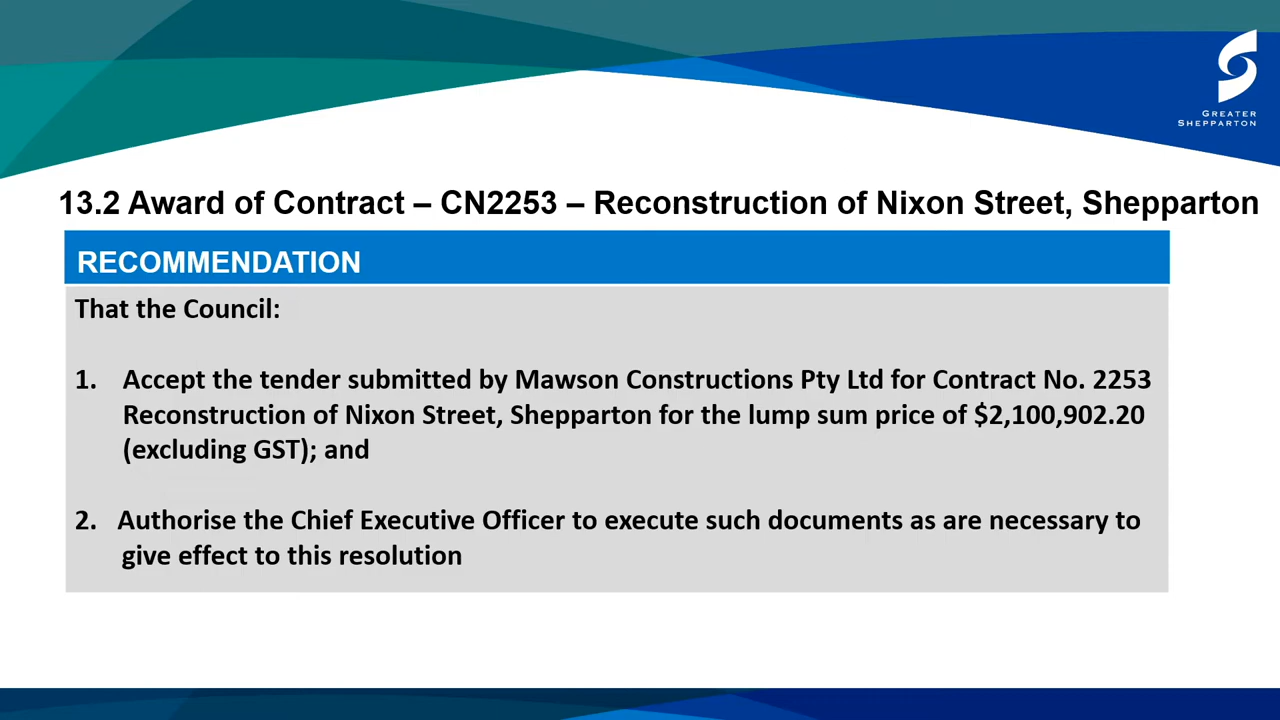 GREATER
SHEPPARTON
13.2 Award of Contract – CN2253 – Reconstruction of Nixon Street, Shepparton
RECOMMENDATION
That the Council:
1. Accept the tender submitted by Mawson Constructions Pty Ltd for Contract No. 2253
Reconstruction of Nixon Street, Shepparton for the lump sum price of $2,100,902.20
(excluding GST); and
2. Authorise the Chief Executive Officer to execute such documents as are necessary to
give effect to this resolution